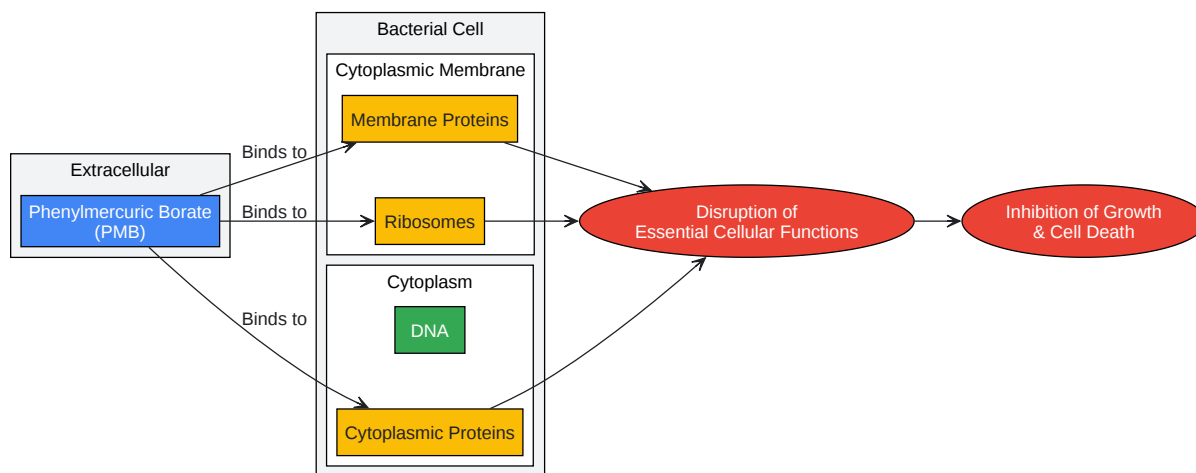 Bacterial Cell
Cytoplasmic Membrane
Membrane Proteins
Binds to
Extracellular
Phenylmercuric Borate
(PMB)
Binds to
Ribosomes
Disruption of
Essential Cellular Functions
Inhibition of Growth
& Cell Death
Cytoplasm
DNA
Binds to
Cytoplasmic Proteins